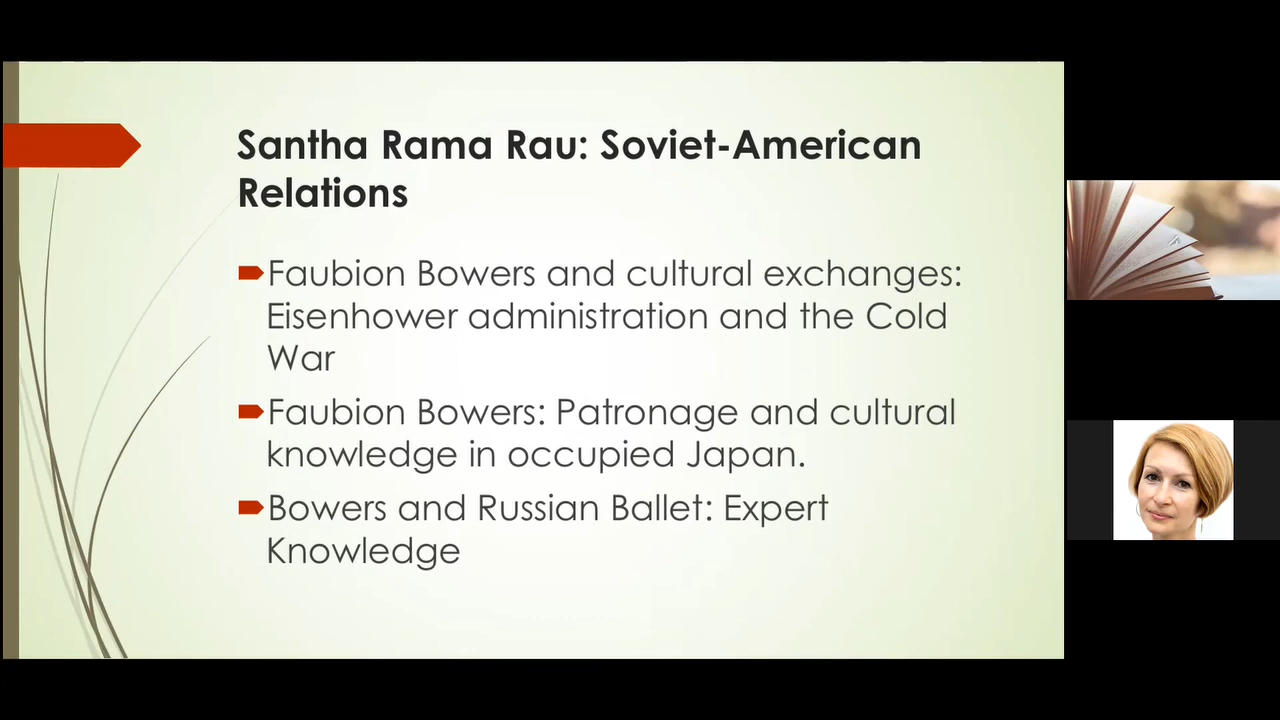 Santha Rama Rau: Soviet-American
Relations
Faubion Bowers and cultural exchanges:
Eisenhower administration and the Cold
War
Faubion Bowers: Patronage and cultural
knowledge in occupied Japan.
Bowers and Russian Ballet: Expert
Knowledge